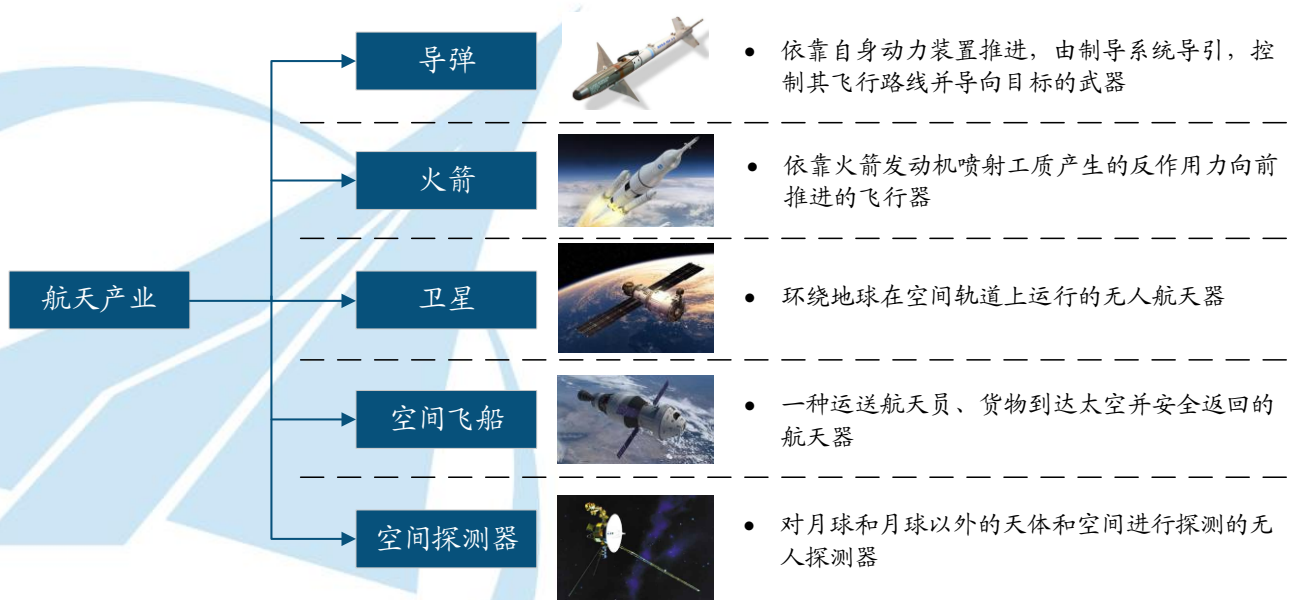 导弹
• 依靠自身动力装置推进，由制导系统导引，控
制其飞行路线并导向目标的武器
火箭
• 依靠火箭发动机喷射工质产生的反作用力向前
推进的飞行器
航天产业
卫星
• 环绕地球在空间轨道上运行的无人航天器
空间飞船
• 一种运送航天员、货物到达太空并安全返回的
航天器
空间探测器
• 对月球和月球以外的天体和空间进行探测的无
人探测器